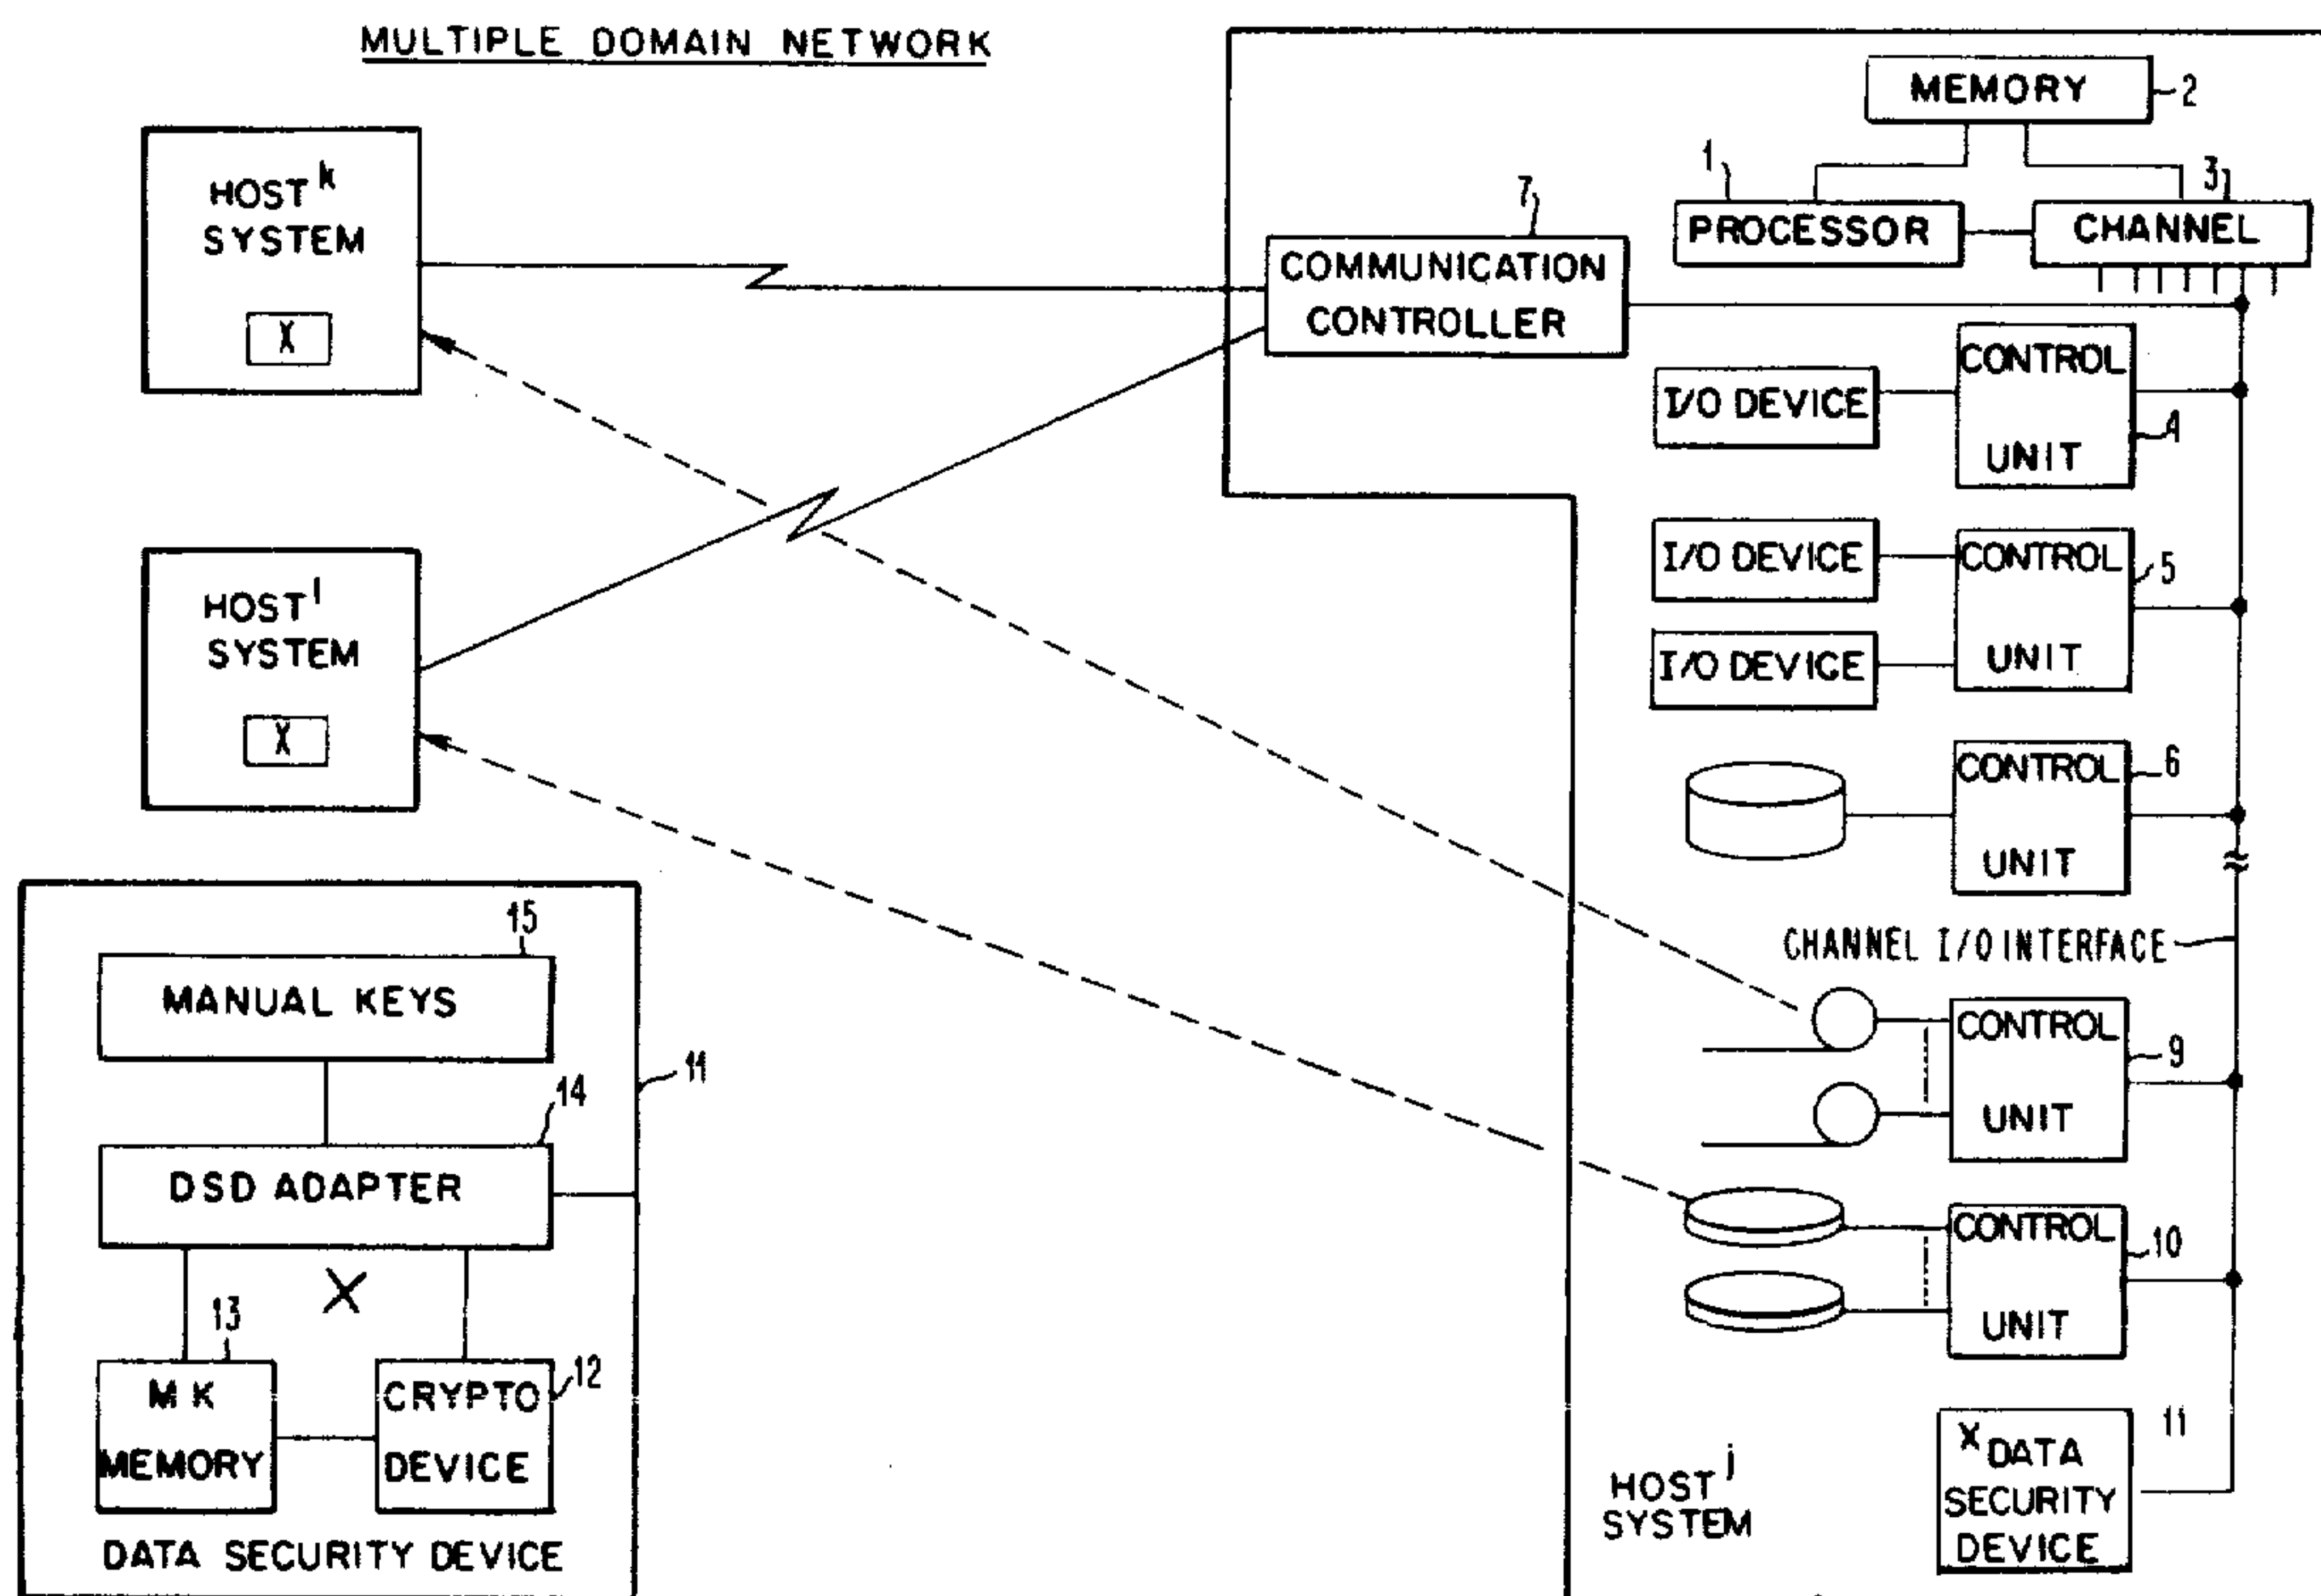 MULTIPLE DOMAIN NETWORK
HOST k
SYSTEM
X
HOST l
SYSTEM
X
MEMORY
2
1
PROCESSOR
3
CHANNEL
7
COMMUNICATION
CONTROLLER
I/O DEVICE
CONTROL
UNIT
4
I/O DEVICE
I/O DEVICE
CONTROL
UNIT
5
CONTROL
UNIT
6
CHANNEL I/O INTERFACE
CONTROL
UNIT
9
CONTROL
UNIT
10
X DATA
SECURITY
DEVICE
11
HOST j
SYSTEM
15
MANUAL KEYS
11
14
DSD ADAPTER
X
13
MK
MEMORY
12
CRYPTO
DEVICE
DATA SECURITY DEVICE